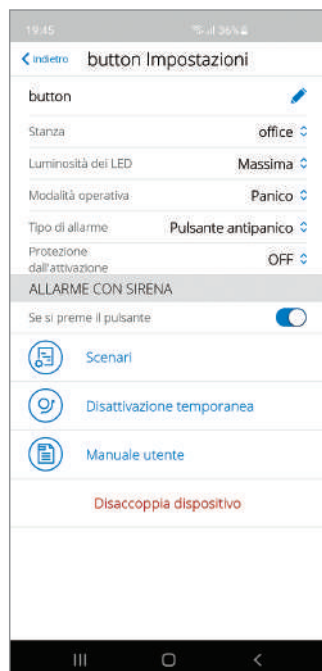 19:45 36%
Indietro button Impostazioni
button
Stanza office
Luminosità dei LED Massima
Modalità operativa Panico
Tipo di allarme Pulsante antipanico
Protezione
dall'attivazione OFF
ALLARME CON SIRENA
Se si preme il pulsante
Scenari
Disattivazione temporanea
Manuale utente
Disaccoppia dispositivo